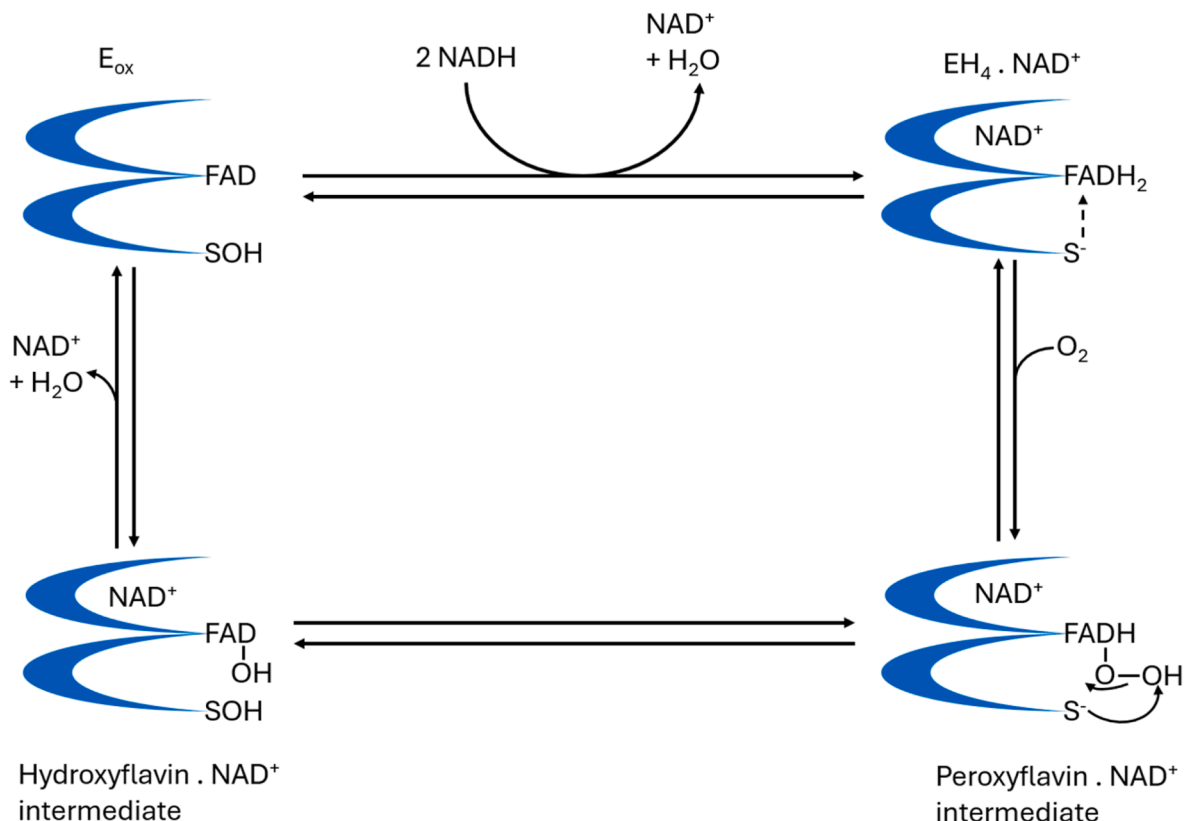 E₀ₓ
2 NADH
NAD⁺
+ H₂O
EH₄ . NAD⁺
FAD
SOH
NAD⁺
FADH₂
S⁻
NAD⁺
+ H₂O
O₂
NAD⁺
FAD
OH
SOH
NAD⁺
FADH
O–OH
S⁻
Hydroxyflavin . NAD⁺
intermediate
Peroxyflavin . NAD⁺
intermediate